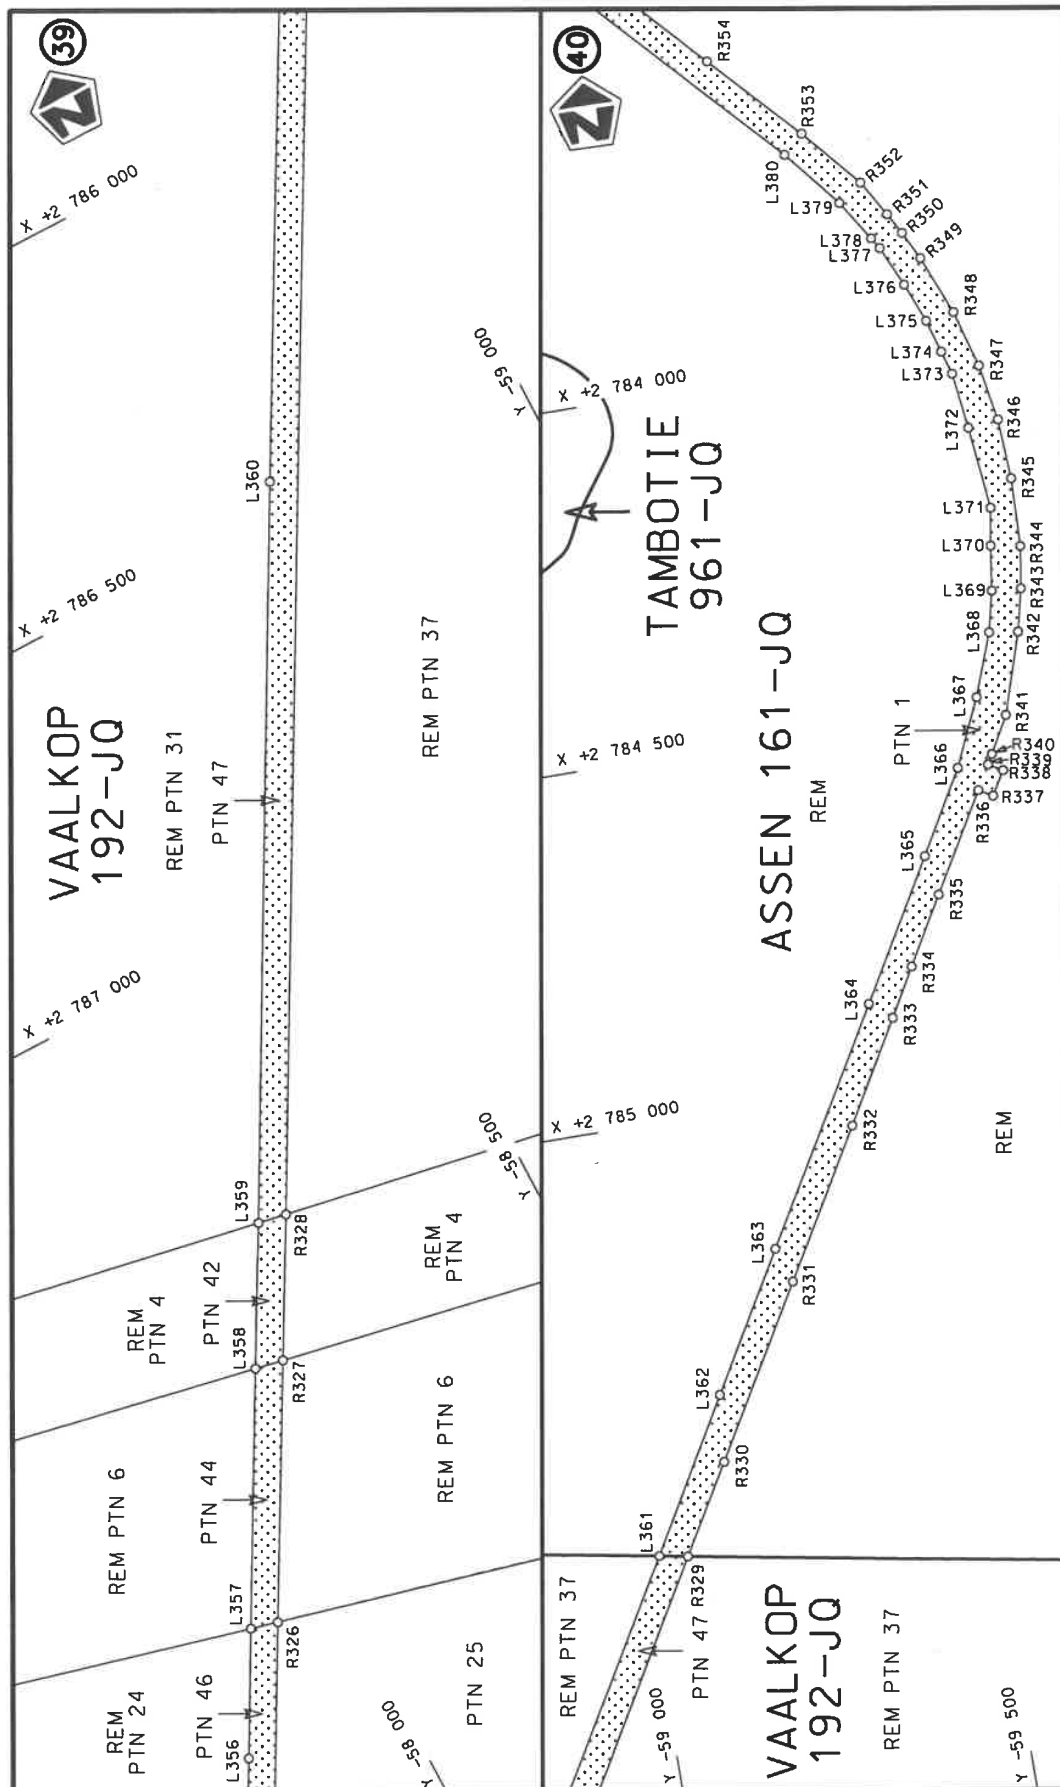 39
N
X +2 786 000
X +2 786 500
X +2 787 000
Y -59 000
Y -58 500
Y -58 000
VAALKOP
192-JQ
REM PTN 31
PTN 47
REM PTN 37
L360
L359
R328
REM
PTN 4
PTN 42
REM
PTN 4
L358
R327
REM PTN 6
PTN 44
REM PTN 6
L357
R326
REM
PTN 24
PTN 46
PTN 25
L356
40
N
X +2 784 000
X +2 784 500
X +2 785 000
TAMBOTIE
961-JQ
ASSEN 161-JQ
REM
PTN 1
REM
R354
R353
L380
R352
L379
R351
R350
L378
L377
R349
L376
R348
L375
L374
R347
L373
R346
L372
R345
L371
L370
R344
L369
R343
L368
R342
L367
R341
R340
R339
R338
R337
L366
R336
L365
R335
R334
L364
R333
R332
L363
R331
L362
R330
L361
R329
REM PTN 37
PTN 47
VAALKOP
192-JQ
REM PTN 37
Y -59 000
Y -59 500